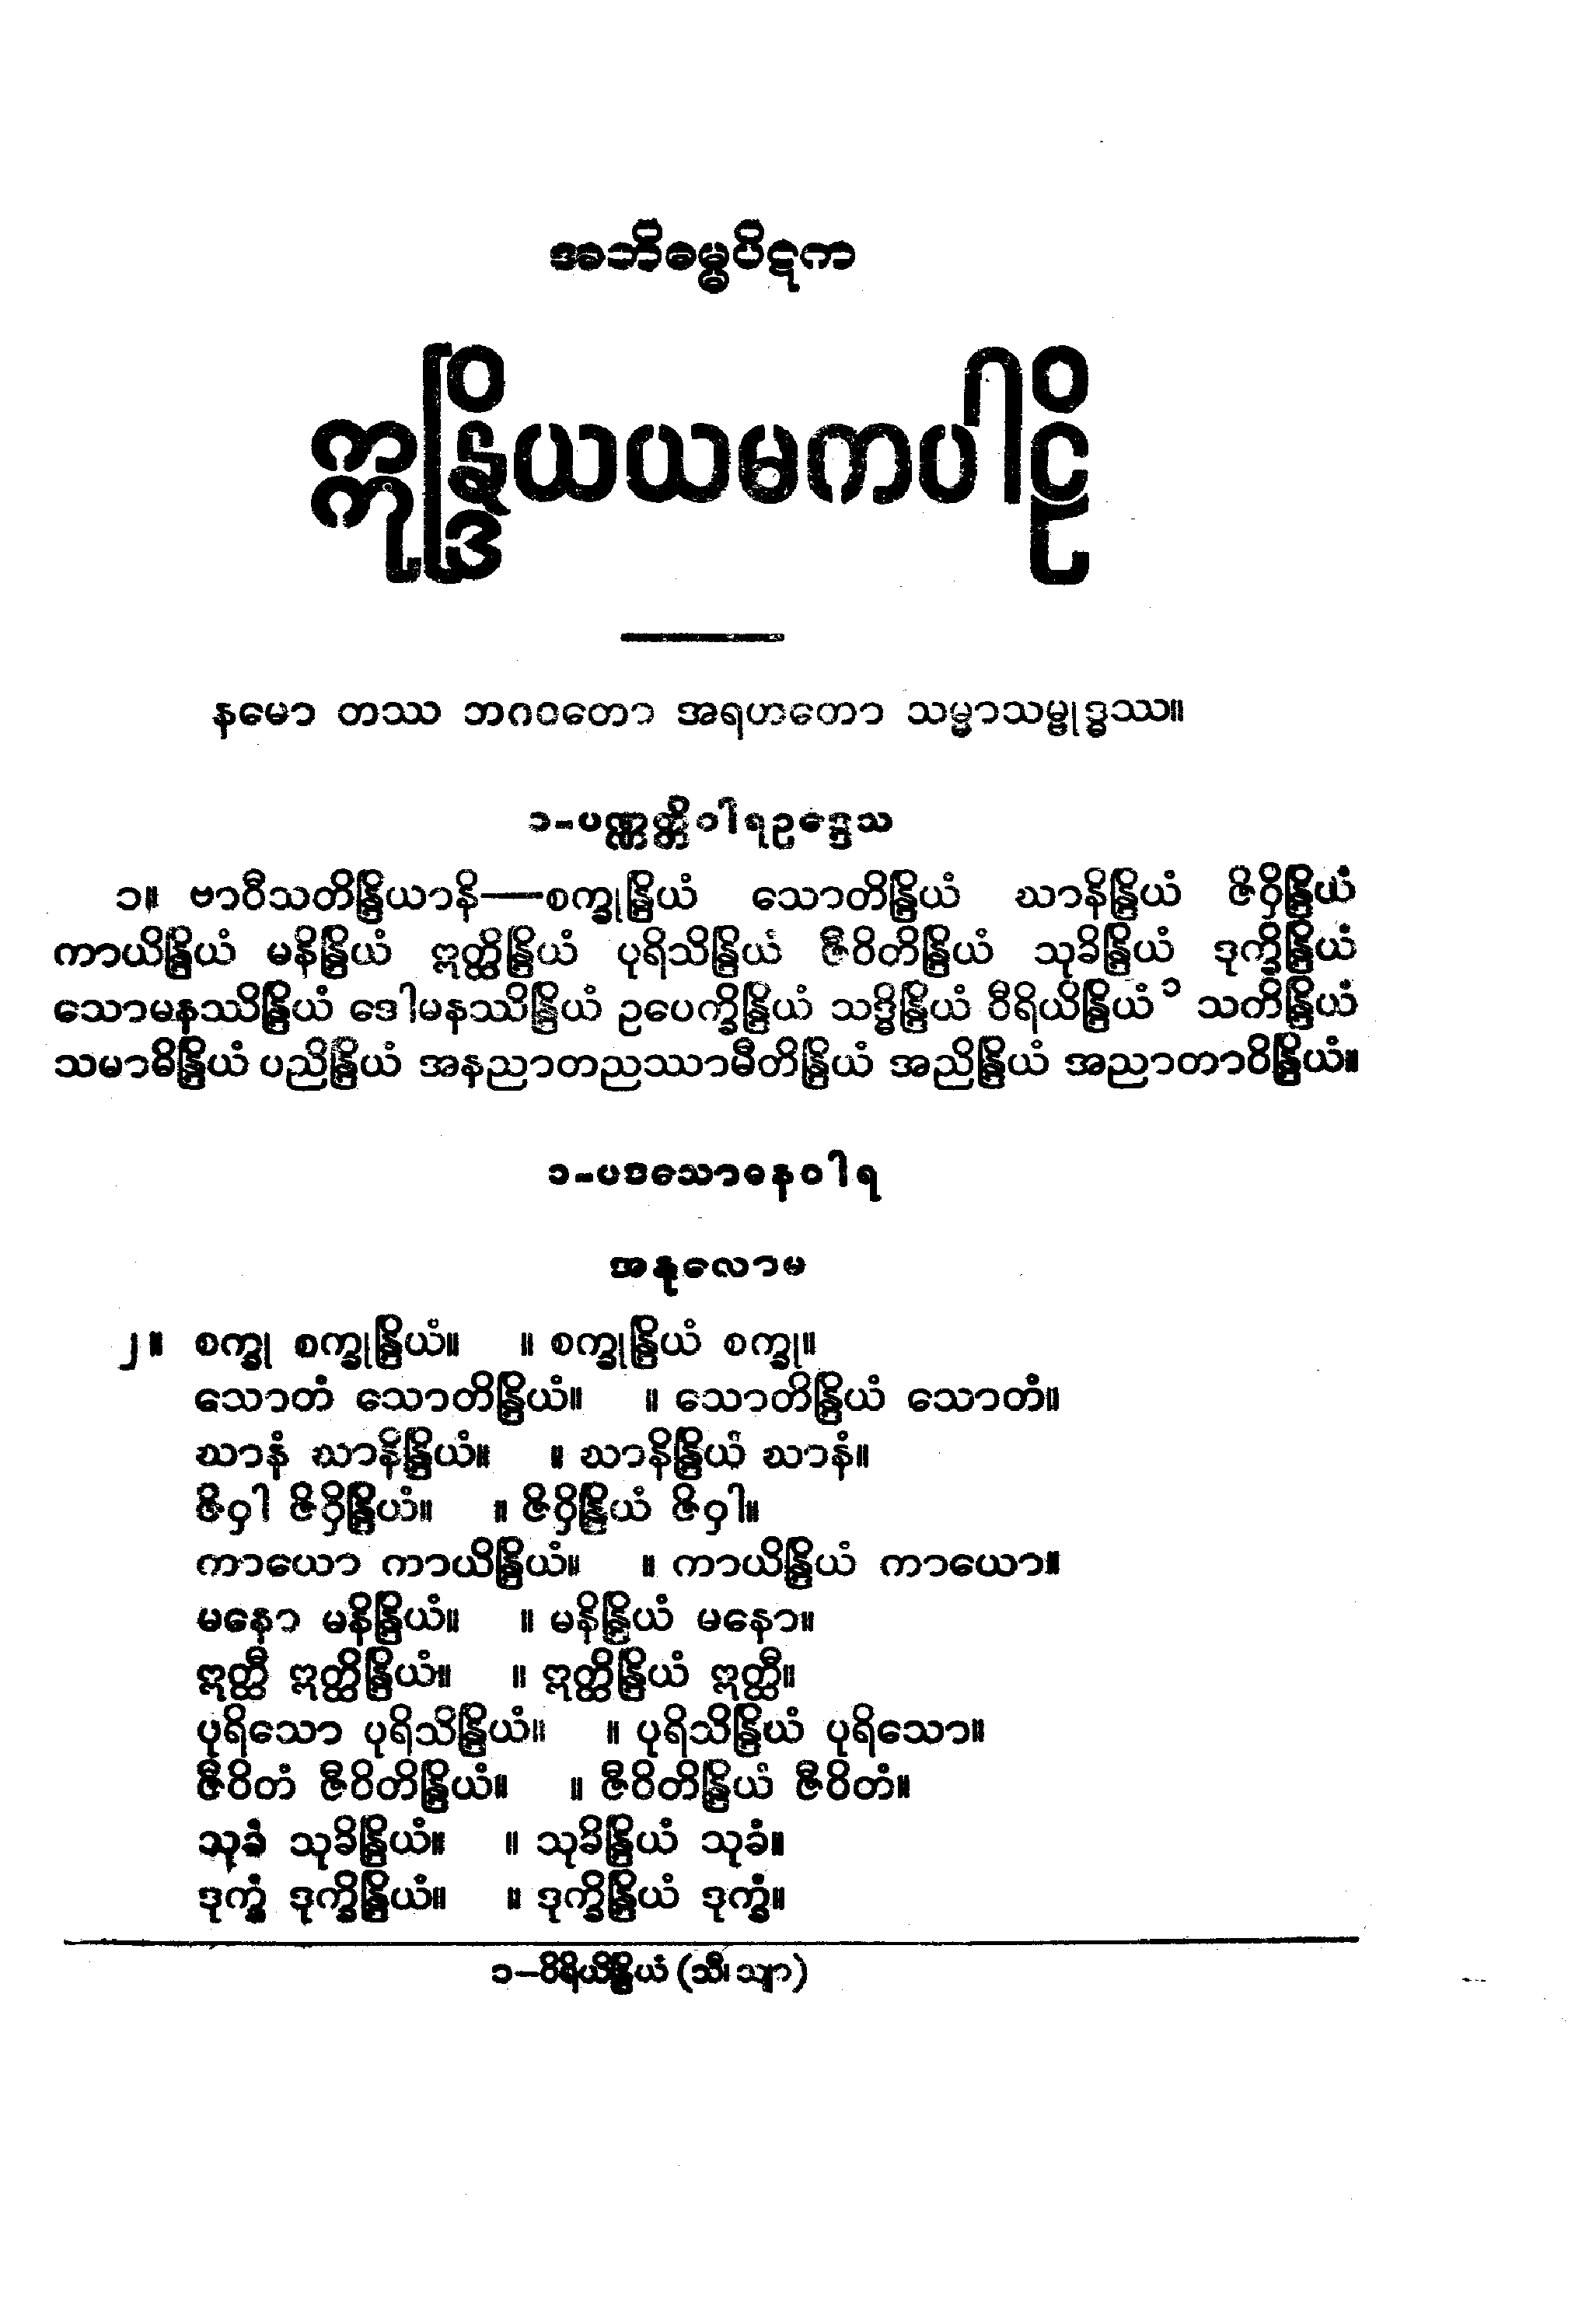 အဘိဓမ္မပိဋက
ဣန္ဒြိယယမကပါဠိ
နမော တဿ ဘဂဝတော အရဟတော သမ္မာသမ္ဗုဒ္ဓဿ။
၁-ပဏ္ဏတ္တိဝါရဥဒ္ဒေသ
၁။ ဗာဝီသတိန္ဒြိယာနိ—စက္ခုန္ဒြိယံ သောတိန္ဒြိယံ ဃာနိန္ဒြိယံ ဇိဝှိန္ဒြိယံ
ကာယိန္ဒြိယံ မနိန္ဒြိယံ ဣတ္ထိန္ဒြိယံ ပုရိသိန္ဒြိယံ ဇီဝိတိန္ဒြိယံ သုခိန္ဒြိယံ ဒုက္ခိန္ဒြိယံ
သောမနဿိန္ဒြိယံ ဒေါမနဿိန္ဒြိယံ ဥပေက္ခိန္ဒြိယံ သဒ္ဓိန္ဒြိယံ ဝီရိယိန္ဒြိယံ ၁ သတိန္ဒြိယံ
သမာဓိန္ဒြိယံ ပညိန္ဒြိယံ အနညာတညဿာမီတိန္ဒြိယံ အညိန္ဒြိယံ အညာတာဝိန္ဒြိယံ။
၁-ပဒသောဓနဝါရ
အနုလောမ
၂။ စက္ခု စက္ခုန္ဒြိယံ။ ။ စက္ခုန္ဒြိယံ စက္ခု။
သောတံ သောတိန္ဒြိယံ။ ။ သောတိန္ဒြိယံ သောတံ။
ဃာနံ ဃာနိန္ဒြိယံ။ ။ ဃာနိန္ဒြိယံ ဃာနံ။
ဇိဝှါ ဇိဝှိန္ဒြိယံ။ ။ ဇိဝှိန္ဒြိယံ ဇိဝှါ။
ကာယော ကာယိန္ဒြိယံ။ ။ ကာယိန္ဒြိယံ ကာယော။
မနော မနိန္ဒြိယံ။ ။ မနိန္ဒြိယံ မနော။
ဣတ္ထီ ဣတ္ထိန္ဒြိယံ။ ။ ဣတ္ထိန္ဒြိယံ ဣတ္ထီ။
ပုရိသော ပုရိသိန္ဒြိယံ။ ။ ပုရိသိန္ဒြိယံ ပုရိသော။
ဇီဝိတံ ဇီဝိတိန္ဒြိယံ။ ။ ဇီဝိတိန္ဒြိယံ ဇီဝိတံ။
သုခံ သုခိန္ဒြိယံ။ ။ သုခိန္ဒြိယံ သုခံ။
ဒုက္ခံ ဒုက္ခိန္ဒြိယံ။ ။ ဒုက္ခိန္ဒြိယံ ဒုက္ခံ။
၁–ဝိရိယိန္ဒြိယံ (သီ၊ သျာ)